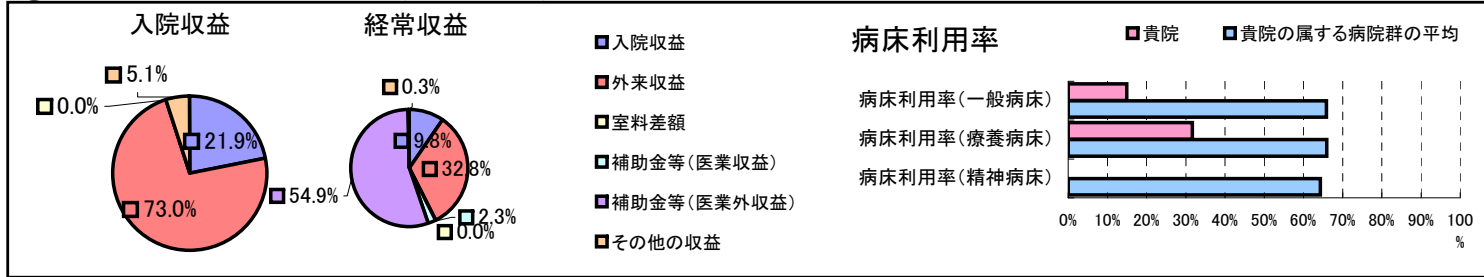 入院収益
5.1%
0.0%
21.9%
73.0%
経常収益
0.3%
9.8%
32.8%
54.9%
2.3%
0.0%
入院収益
外来収益
室料差額
補助金等(医業収益)
補助金等(医業外収益)
その他の収益
病床利用率
貴院
貴院の属する病院群の平均
病床利用率(一般病床)
病床利用率(療養病床)
病床利用率(精神病床)
0% 10% 20% 30% 40% 50% 60% 70% 80% 90% 100
%